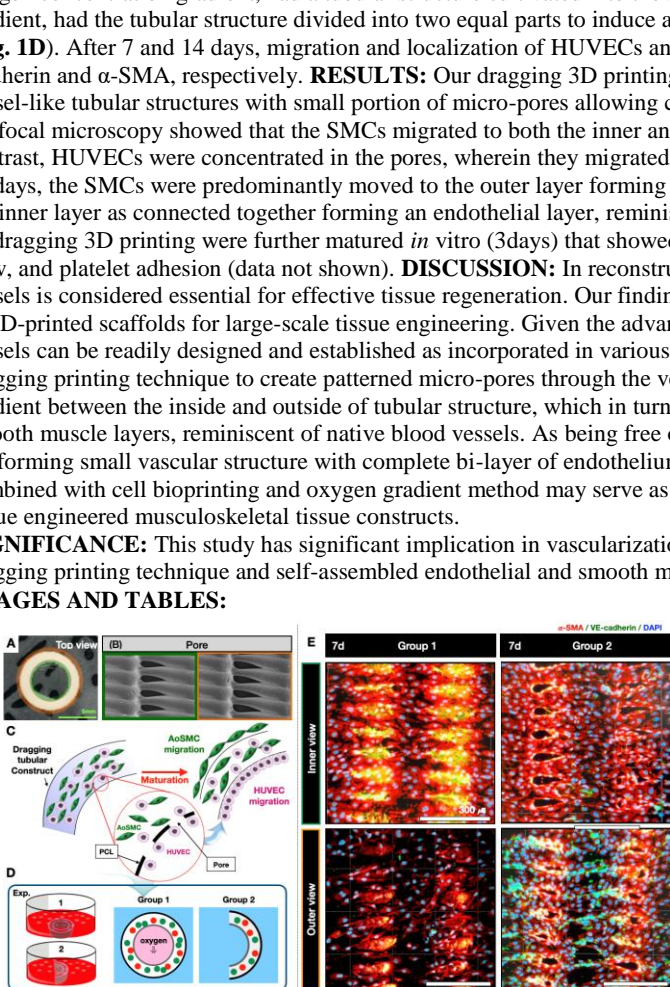 dient, had the tubular structure divided into two equal parts to induce a
g. 1D). After 7 and 14 days, migration and localization of HUVECs an
dherin and α-SMA, respectively. RESULTS: Our dragging 3D printing
sel-like tubular structures with small portion of micro-pores allowing c
focal microscopy showed that the SMCs migrated to both the inner an
trast, HUVECs were concentrated in the pores, wherein they migrated
days, the SMCs were predominantly moved to the outer layer forming
inner layer as connected together forming an endothelial layer, reminis
dragging 3D printing were further matured in vitro (3days) that showed
v, and platelet adhesion (data not shown). DISCUSSION: In reconstru
sels is considered essential for effective tissue regeneration. Our findin
D-printed scaffolds for large-scale tissue engineering. Given the advan
sels can be readily designed and established as incorporated in various
gging printing technique to create patterned micro-pores through the ve
dient between the inside and outside of tubular structure, which in turn
ooth muscle layers, reminiscent of native blood vessels. As being free o
forming small vascular structure with complete bi-layer of endothelium
mbined with cell bioprinting and oxygen gradient method may serve as
ue engineered musculoskeletal tissue constructs.
GNIFICANCE: This study has significant implication in vascularizatio
gging printing technique and self-assembled endothelial and smooth m
AGES AND TABLES:
α-SMA / VE-cadherin / DAPI
A Top view
5mm
(B) Pore
C
Dragging
tubular
Construct
Maturation
AoSMC
migration
HUVEC
migration
AoSMC
HUVEC
PCL
Pore
D
Exp.
1
2
Group 1
oxygen
Group 2
E
7d Group 1
7d Group 2
Inner view
300 ㎛
Outer view